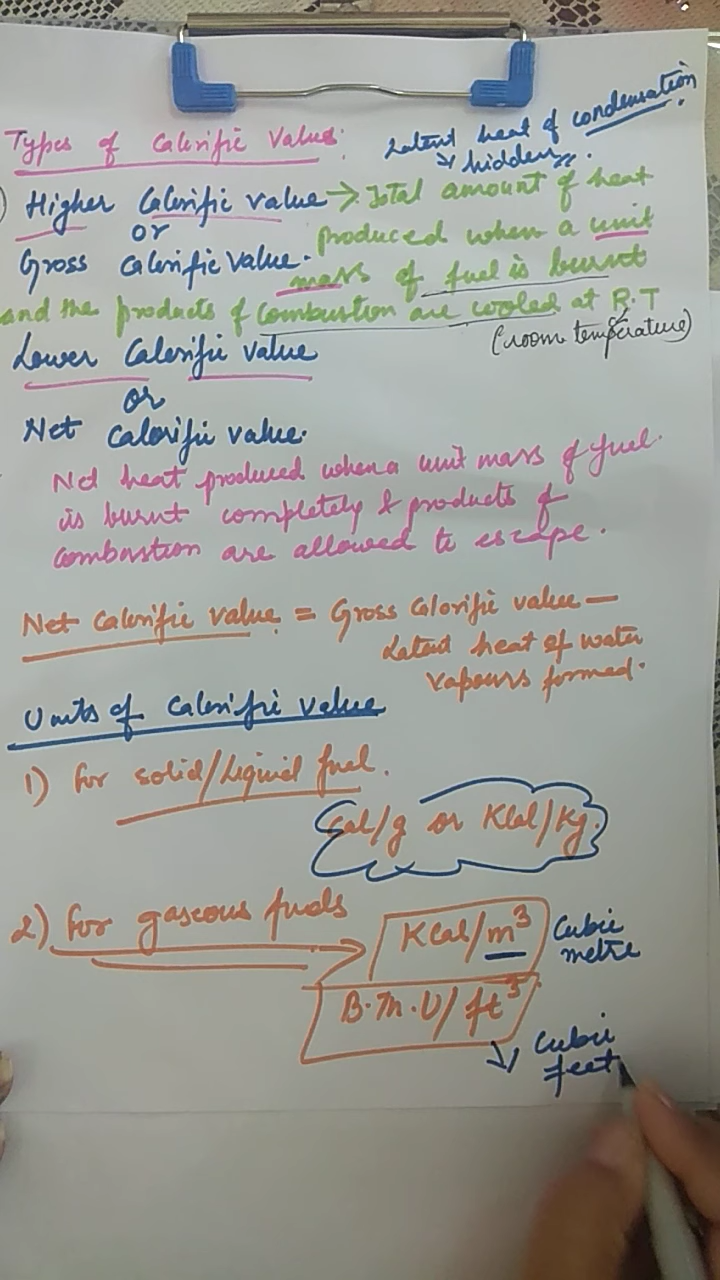 Types of Calorific Value:
Latent heat of condensation.
hidden
Higher Calorific value → Total amount of heat
or
produced when a unit
Gross Calorific Value.
mass of fuel is burnt
and the products of combustion are cooled at R.T
(room temperature)
Lower Calorific value
or
Net Calorific value.
Net heat produced when a unit mass of fuel.
is burnt completely & products of
combustion are allowed to escape.
Net Calorific value = Gross Calorific value —
Latent heat of water
vapours formed.
Units of Calorific value
1) for solid/liquid fuel.
Cal/g or KCal/Kg.
2) for gaseous fuels
KCal/m³
Cubic
metre
B.Th.U/ft³
Cubic
feet